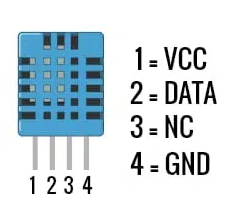 1 = VCC
2 = DATA
3 = NC
4 = GND
1 2 3 4